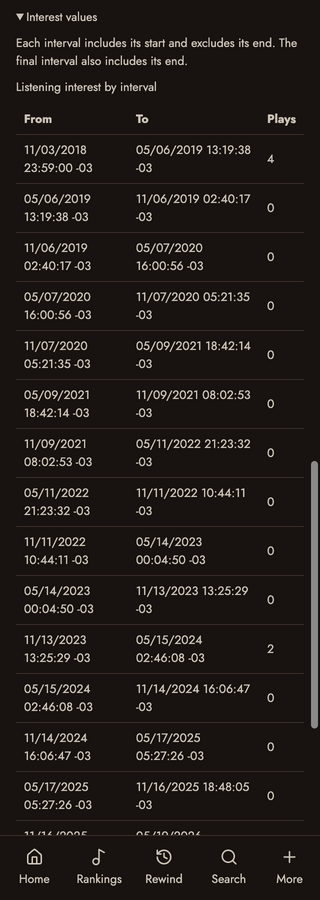 ▼ Interest values
Each interval includes its start and excludes its end. The
final interval also includes its end.
Listening interest by interval
From To Plays
11/03/2018 05/06/2019 13:19:38 4
23:59:00 -03 -03
05/06/2019 11/06/2019 02:40:17 0
13:19:38 -03 -03
11/06/2019 05/07/2020 0
02:40:17 -03 16:00:56 -03
05/07/2020 11/07/2020 05:21:35 0
16:00:56 -03 -03
11/07/2020 05/09/2021 18:42:14 0
05:21:35 -03 -03
05/09/2021 11/09/2021 08:02:53 0
18:42:14 -03 -03
11/09/2021 05/11/2022 21:23:32 0
08:02:53 -03 -03
05/11/2022 11/11/2022 10:44:11 0
21:23:32 -03 -03
11/11/2022 05/14/2023 0
10:44:11 -03 00:04:50 -03
05/14/2023 11/13/2023 13:25:29 0
00:04:50 -03 -03
11/13/2023 05/15/2024 2
13:25:29 -03 02:46:08 -03
05/15/2024 11/14/2024 16:06:47 0
02:46:08 -03 -03
11/14/2024 05/17/2025 0
16:06:47 -03 05:27:26 -03
05/17/2025 11/16/2025 18:48:05 0
05:27:26 -03 -03
11/16/2025
Home Rankings Rewind Search More